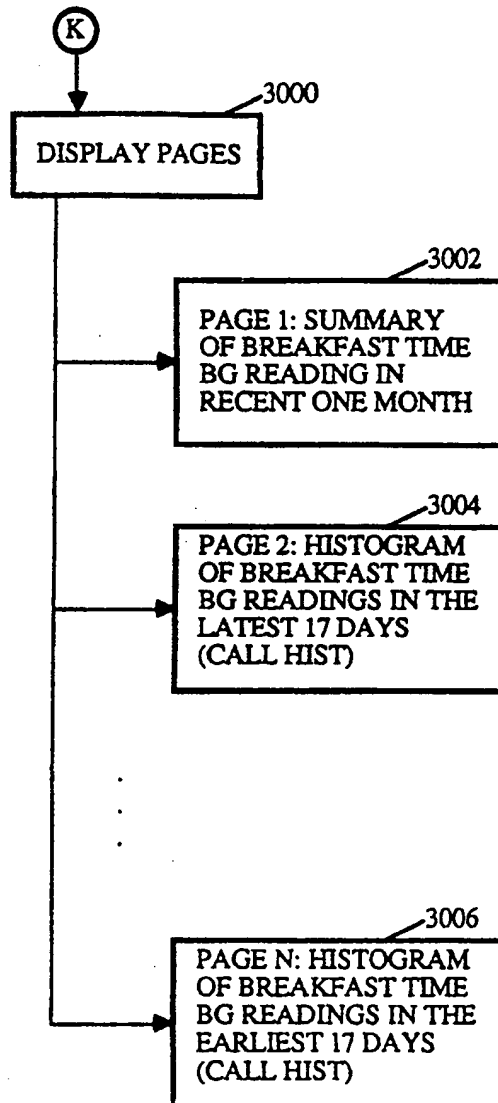 K
3000
DISPLAY PAGES
3002
PAGE 1: SUMMARY
OF BREAKFAST TIME
BG READING IN
RECENT ONE MONTH
3004
PAGE 2: HISTOGRAM
OF BREAKFAST TIME
BG READINGS IN THE
LATEST 17 DAYS
(CALL HIST)
3006
PAGE N: HISTOGRAM
OF BREAKFAST TIME
BG READINGS IN THE
EARLIEST 17 DAYS
(CALL HIST)